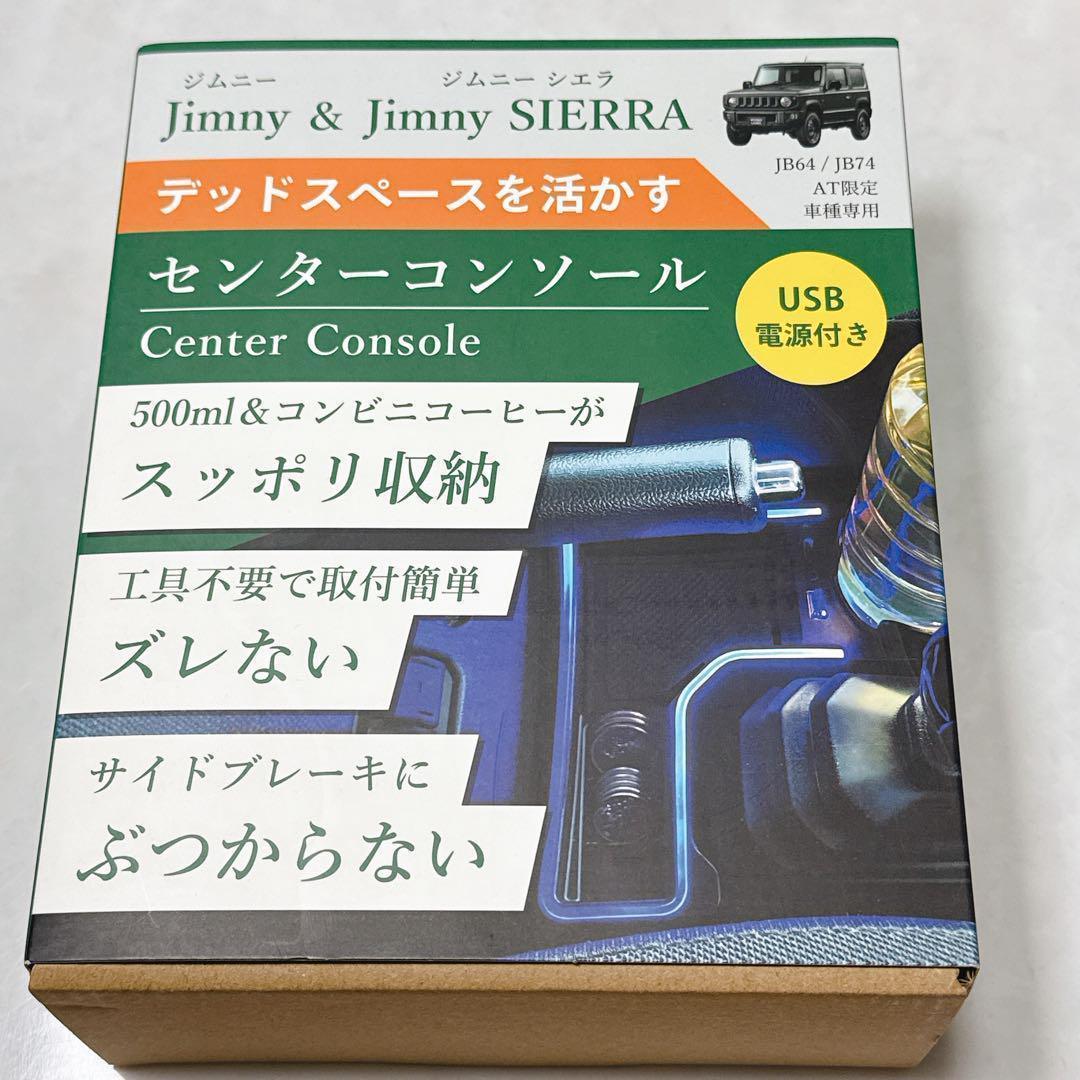 ジムニー ジムニー シエラ
Jimny & Jimny SIERRA
JB64 / JB74
AT限定
車種専用
デッドスペースを活かす
センターコンソール
Center Console
USB
電源付き
500ml&コンビニコーヒーが
スッポリ収納
工具不要で取付簡単
ズレない
サイドブレーキに
ぶつからない